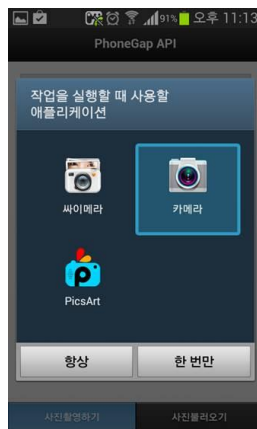 91% 오후 11:13
PhoneGap API
작업을 실행할 때 사용할
애플리케이션
싸이메라
카메라
PicsArt
항상
한 번만
사진촬영하기
사진불러오기